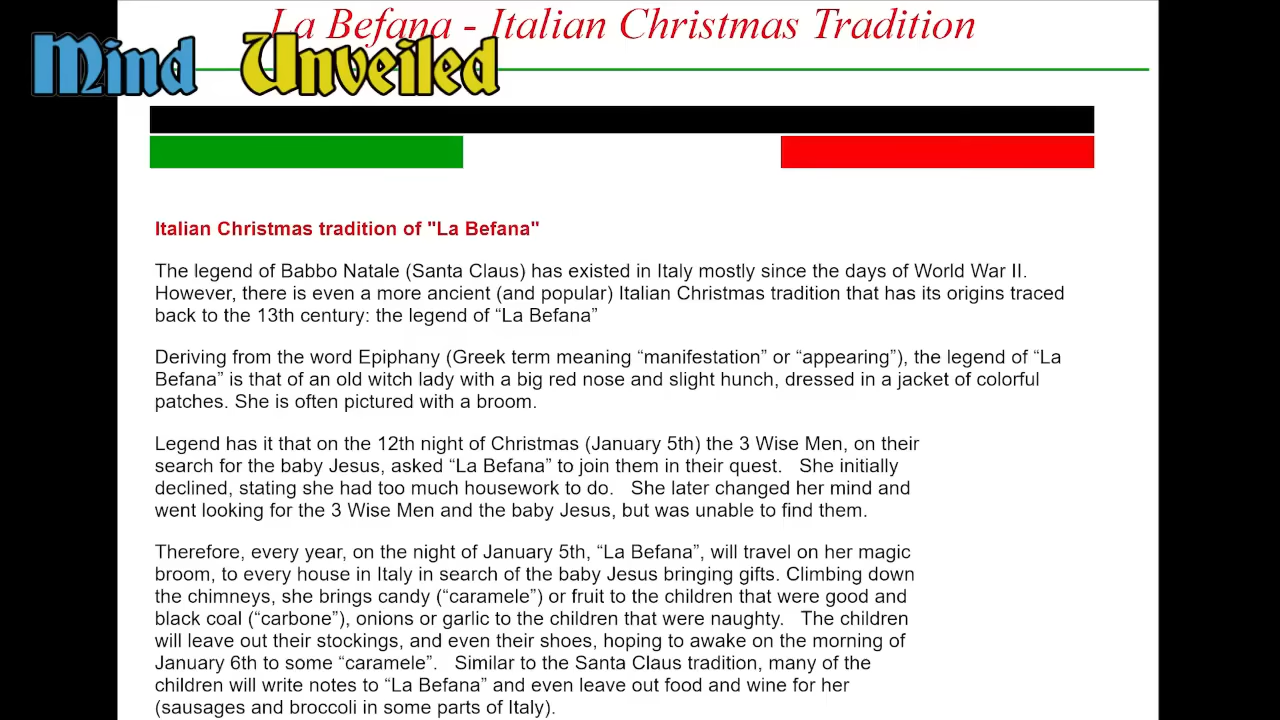 La Befana - Italian Christmas Tradition
Mind Unveiled
Italian Christmas tradition of "La Befana"
The legend of Babbo Natale (Santa Claus) has existed in Italy mostly since the days of World War II.
However, there is even a more ancient (and popular) Italian Christmas tradition that has its origins traced
back to the 13th century: the legend of “La Befana”
Deriving from the word Epiphany (Greek term meaning “manifestation” or “appearing”), the legend of “La
Befana” is that of an old witch lady with a big red nose and slight hunch, dressed in a jacket of colorful
patches. She is often pictured with a broom.
Legend has it that on the 12th night of Christmas (January 5th) the 3 Wise Men, on their
search for the baby Jesus, asked “La Befana” to join them in their quest. She initially
declined, stating she had too much housework to do. She later changed her mind and
went looking for the 3 Wise Men and the baby Jesus, but was unable to find them.
Therefore, every year, on the night of January 5th, “La Befana”, will travel on her magic
broom, to every house in Italy in search of the baby Jesus bringing gifts. Climbing down
the chimneys, she brings candy (“caramele”) or fruit to the children that were good and
black coal (“carbone”), onions or garlic to the children that were naughty. The children
will leave out their stockings, and even their shoes, hoping to awake on the morning of
January 6th to some “caramele”. Similar to the Santa Claus tradition, many of the
children will write notes to “La Befana” and even leave out food and wine for her
(sausages and broccoli in some parts of Italy).